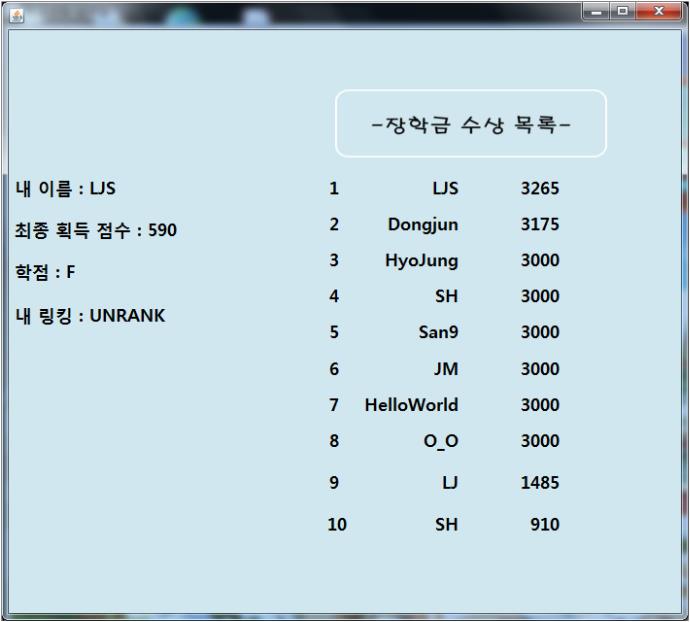 -장학금 수상 목록-
내 이름 : LJS
최종 획득 점수 : 590
학점 : F
내 링킹 : UNRANK
1 LJS 3265
2 Dongjun 3175
3 HyoJung 3000
4 SH 3000
5 San9 3000
6 JM 3000
7 HelloWorld 3000
8 O_O 3000
9 LJ 1485
10 SH 910